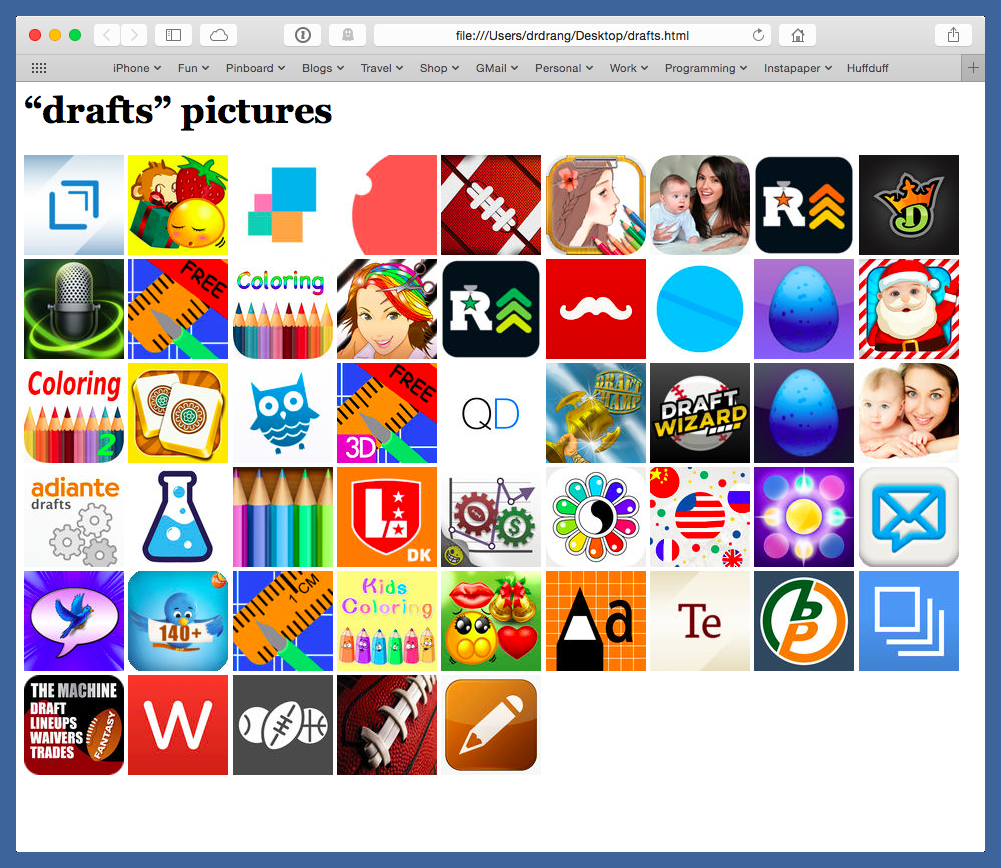 file:///Users/drdrang/Desktop/drafts.html
iPhone Fun Pinboard Blogs Travel Shop GMail Personal Work Programming Instapaper Huffduff
“drafts” pictures
R
D
FREE
Coloring
R
Coloring
2
FREE
3D
QD
DRAFT
CHAMP
DRAFT
WIZARD
adiante
drafts
L
DK
$
140+
1CM
Kids
Coloring
Aa
Te
bp
THE MACHINE
DRAFT
LINEUPS
WAIVERS
TRADES
FANTASY
W